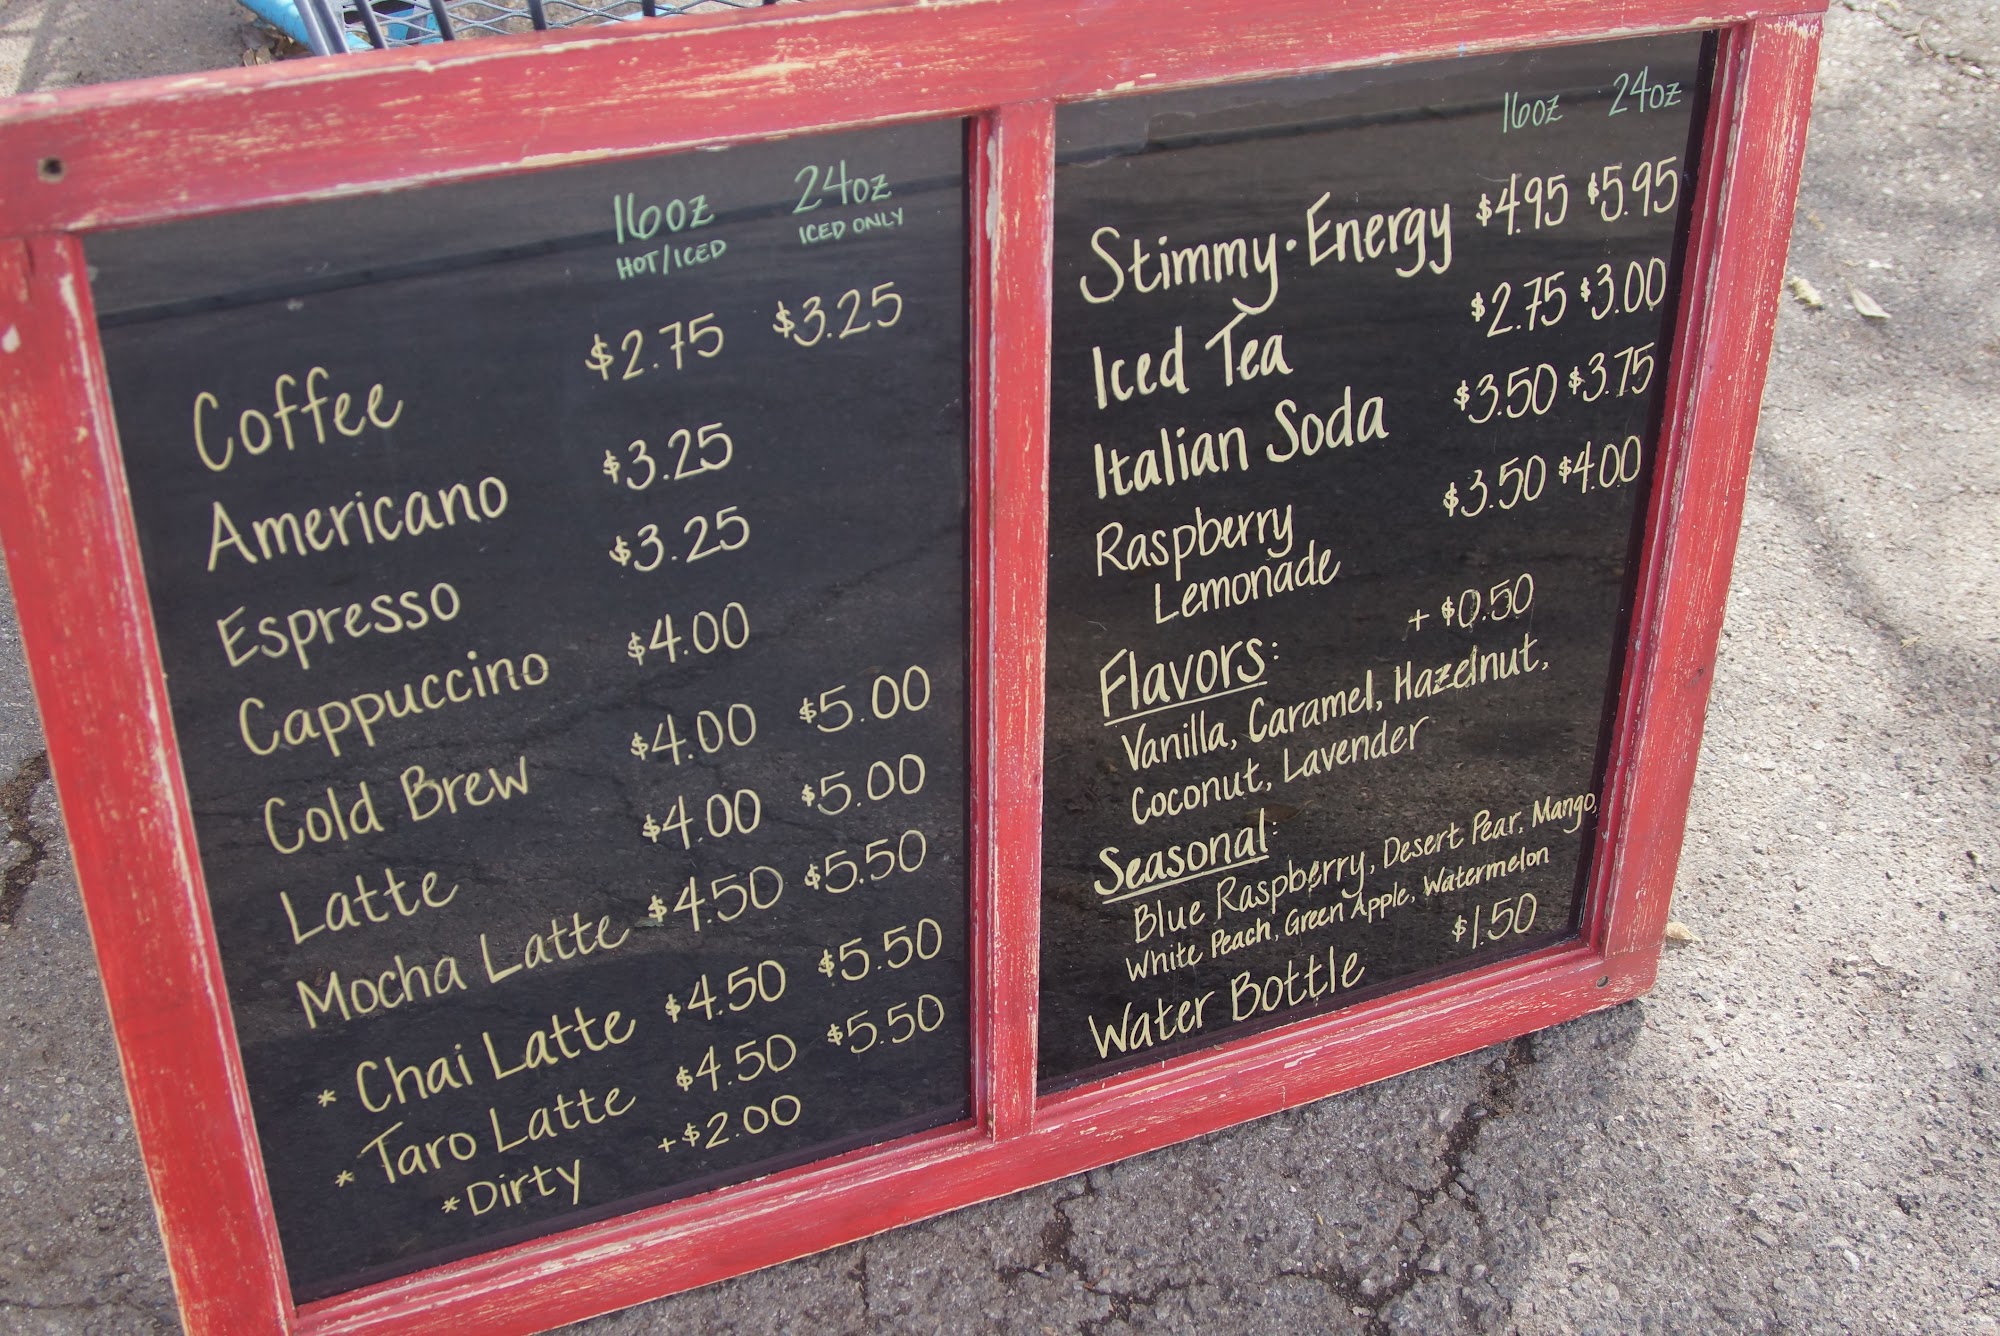 16oz 24oz
HOT/ICED ICED ONLY
Coffee $2.75 $3.25
Americano $3.25
Espresso $3.25
Cappuccino $4.00
Cold Brew $4.00 $5.00
Latte $4.00 $5.00
Mocha Latte $4.50 $5.50
* Chai Latte $4.50 $5.50
* Taro Latte $4.50 $5.50
*Dirty +$2.00
16oz 24oz
Stimmy·Energy $4.95 $5.95
Iced Tea $2.75 $3.00
Italian Soda $3.50 $3.75
Raspberry $3.50 $4.00
Lemonade
Flavors: + $0.50
Vanilla, Caramel, Hazelnut,
Coconut, Lavender
Seasonal:
Blue Raspberry, Desert Pear, Mango,
White Peach, Green Apple, Watermelon
Water Bottle $1.50